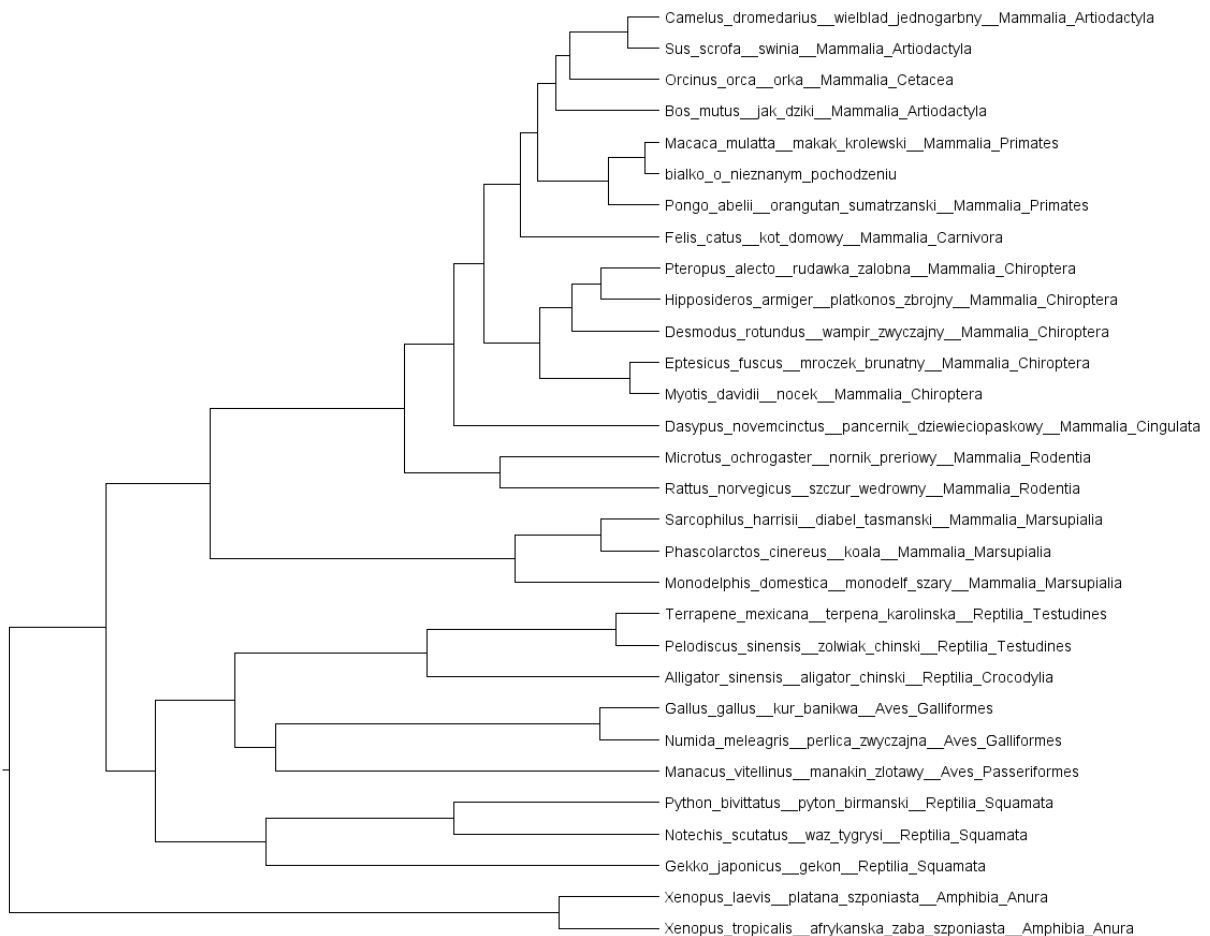 Camelus_dromedarius__wielblad_jednogarbny__Mammalia_Artiodactyla
Sus_scrofa__swinia__Mammalia_Artiodactyla
Orcinus_orca__orka__Mammalia_Cetacea
Bos_mutus__jak_dziki__Mammalia_Artiodactyla
Macaca_mulatta__makak_krolewski__Mammalia_Primates
bialko_o_nieznanym_pochodzeniu
Pongo_abelii__orangutan_sumatrzanski__Mammalia_Primates
Felis_catus__kot_domowy__Mammalia_Carnivora
Pteropus_alecto__rudawka_zalobna__Mammalia_Chiroptera
Hipposideros_armiger__platkonos_zbrojny__Mammalia_Chiroptera
Desmodus_rotundus__wampir_zwyczajny__Mammalia_Chiroptera
Eptesicus_fuscus__mroczek_brunatny__Mammalia_Chiroptera
Myotis_davidii__nocek__Mammalia_Chiroptera
Dasypus_novemcinctus__pancernik_dziewieciopaskowy__Mammalia_Cingulata
Microtus_ochrogaster__nornik_preriowy__Mammalia_Rodentia
Rattus_norvegicus__szczur_wedrowny__Mammalia_Rodentia
Sarcophilus_harrisii__diabel_tasmanski__Mammalia_Marsupialia
Phascolarctos_cinereus__koala__Mammalia_Marsupialia
Monodelphis_domestica__monodelf_szary__Mammalia_Marsupialia
Terrapene_mexicana__terpena_karolinska__Reptilia_Testudines
Pelodiscus_sinensis__zolwiak_chinski__Reptilia_Testudines
Alligator_sinensis__aligator_chinski__Reptilia_Crocodylia
Gallus_gallus__kur_bankiwa__Aves_Galliformes
Numida_meleagris__perlica_zwyczajna__Aves_Galliformes
Manacus_vitellinus__manakin_zlotawy__Aves_Passeriformes
Python_bivittatus__pyton_birmanski__Reptilia_Squamata
Notechis_scutatus__waz_tygrysi__Reptilia_Squamata
Gekko_japonicus__gekon__Reptilia_Squamata
Xenopus_laevis__platana_szponiasta__Amphibia_Anura
Xenopus_tropicalis__afrykanska_zaba_szponiasta__Amphibia_Anura